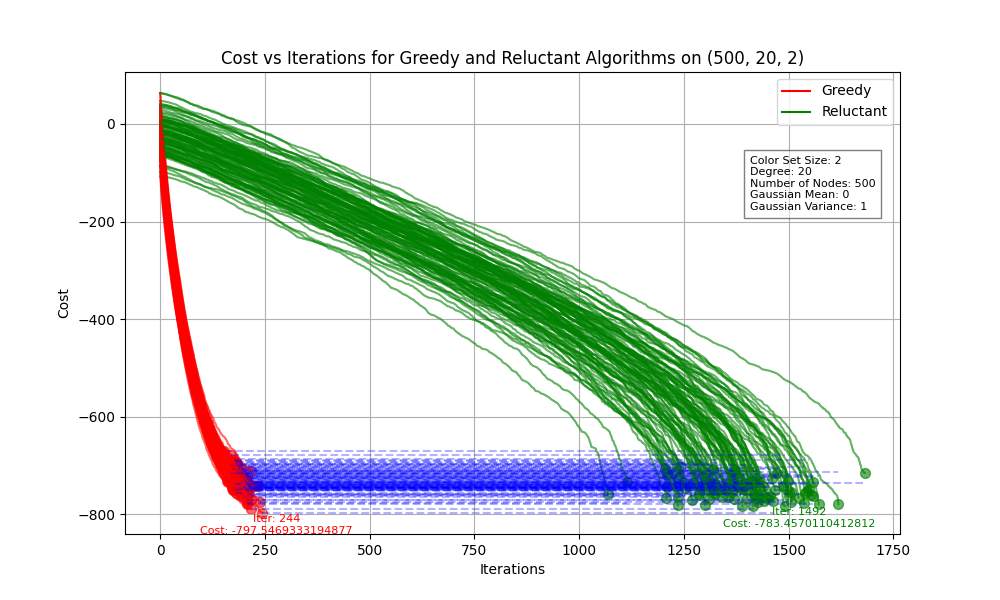 Cost vs Iterations for Greedy and Reluctant Algorithms on (500, 20, 2)
Greedy
Reluctant
Color Set Size: 2
Degree: 20
Number of Nodes: 500
Gaussian Mean: 0
Gaussian Variance: 1
Cost
0
−200
−400
−600
−800
Iter: 244
Cost: -797.5469333194877
Iter: 1492
Cost: -783.4570110412812
0 250 500 750 1000 1250 1500 1750
Iterations